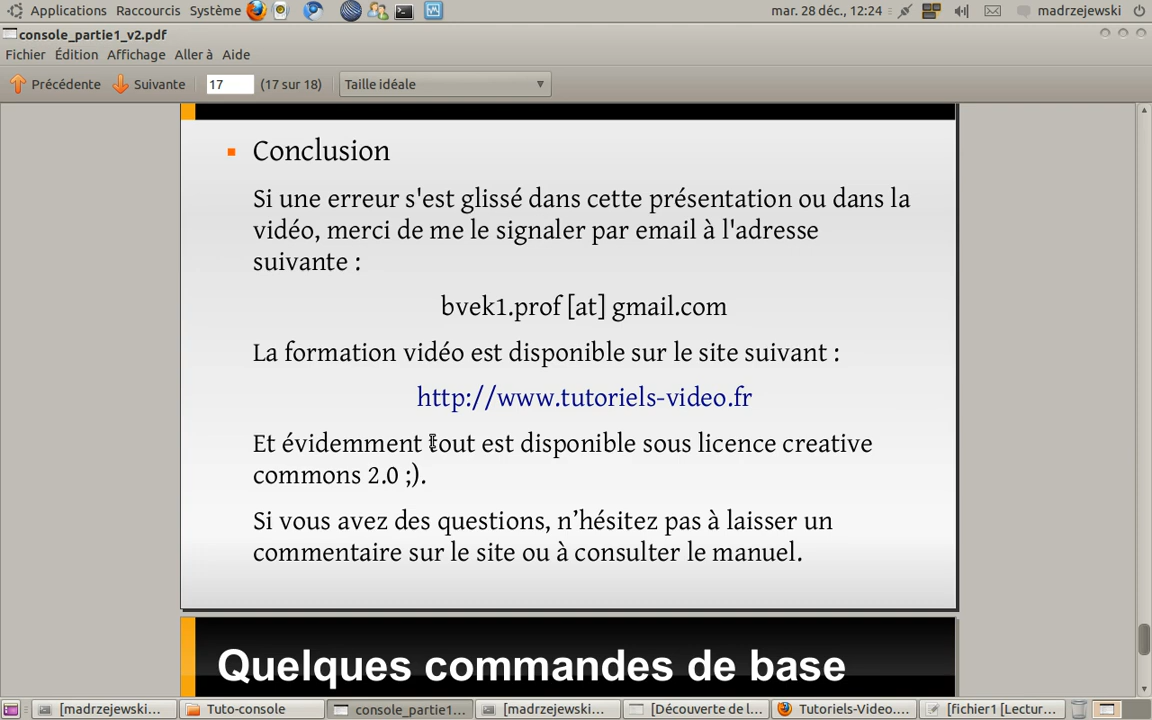 Applications Raccourcis Système mar. 28 déc., 12:24 madrzejewski
console_partie1_v2.pdf
Fichier Édition Affichage Aller à Aide
Précédente Suivante 17 (17 sur 18) Taille idéale
Conclusion
Si une erreur s'est glissé dans cette présentation ou dans la
vidéo, merci de me le signaler par email à l'adresse
suivante :
bvek1.prof [at] gmail.com
La formation vidéo est disponible sur le site suivant :
http://www.tutoriels-video.fr
Et évidemment tout est disponible sous licence creative
commons 2.0 ;).
Si vous avez des questions, n’hésitez pas à laisser un
commentaire sur le site ou à consulter le manuel.
Quelques commandes de base
[madrzejewski... Tuto-console console_partie1... [madrzejewski... [Découverte de l... Tutoriels-Video.... [fichier1 [Lectur...